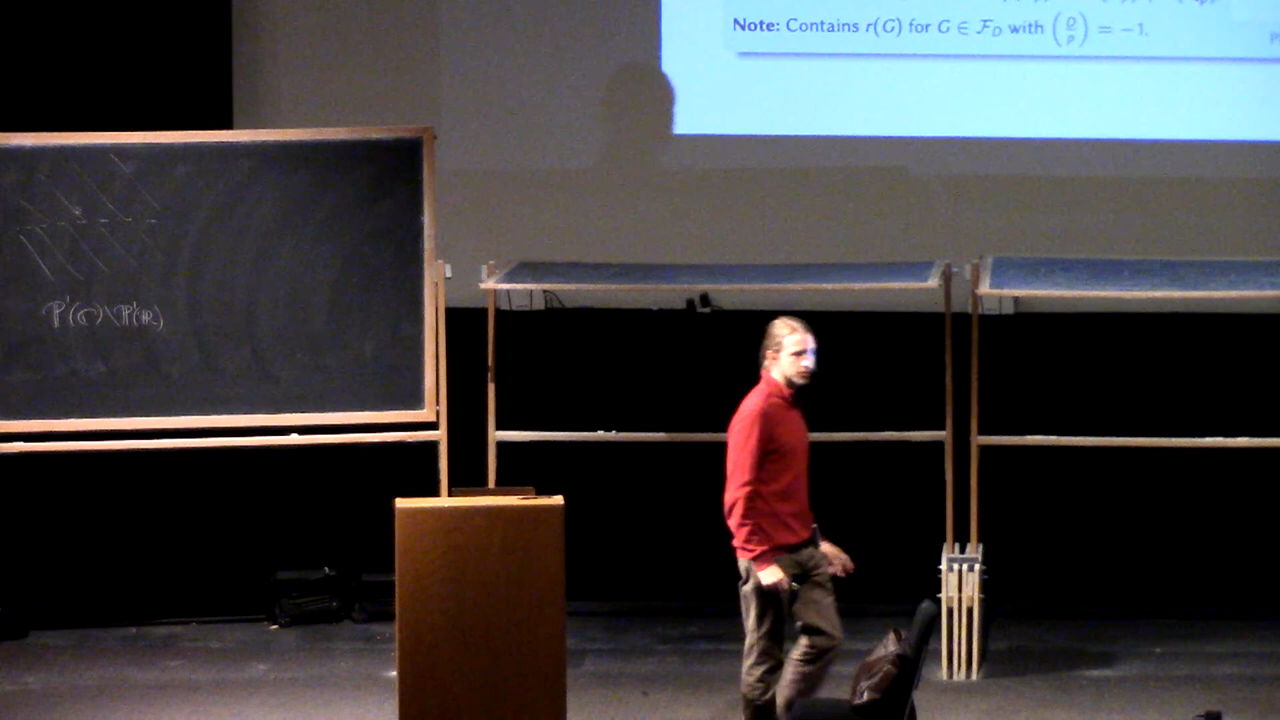 Note: Contains r(G) for G ∈ 𝓕_D with (D/p) = −1.
ℙ¹(ℂ)\ℙ¹(ℝ)